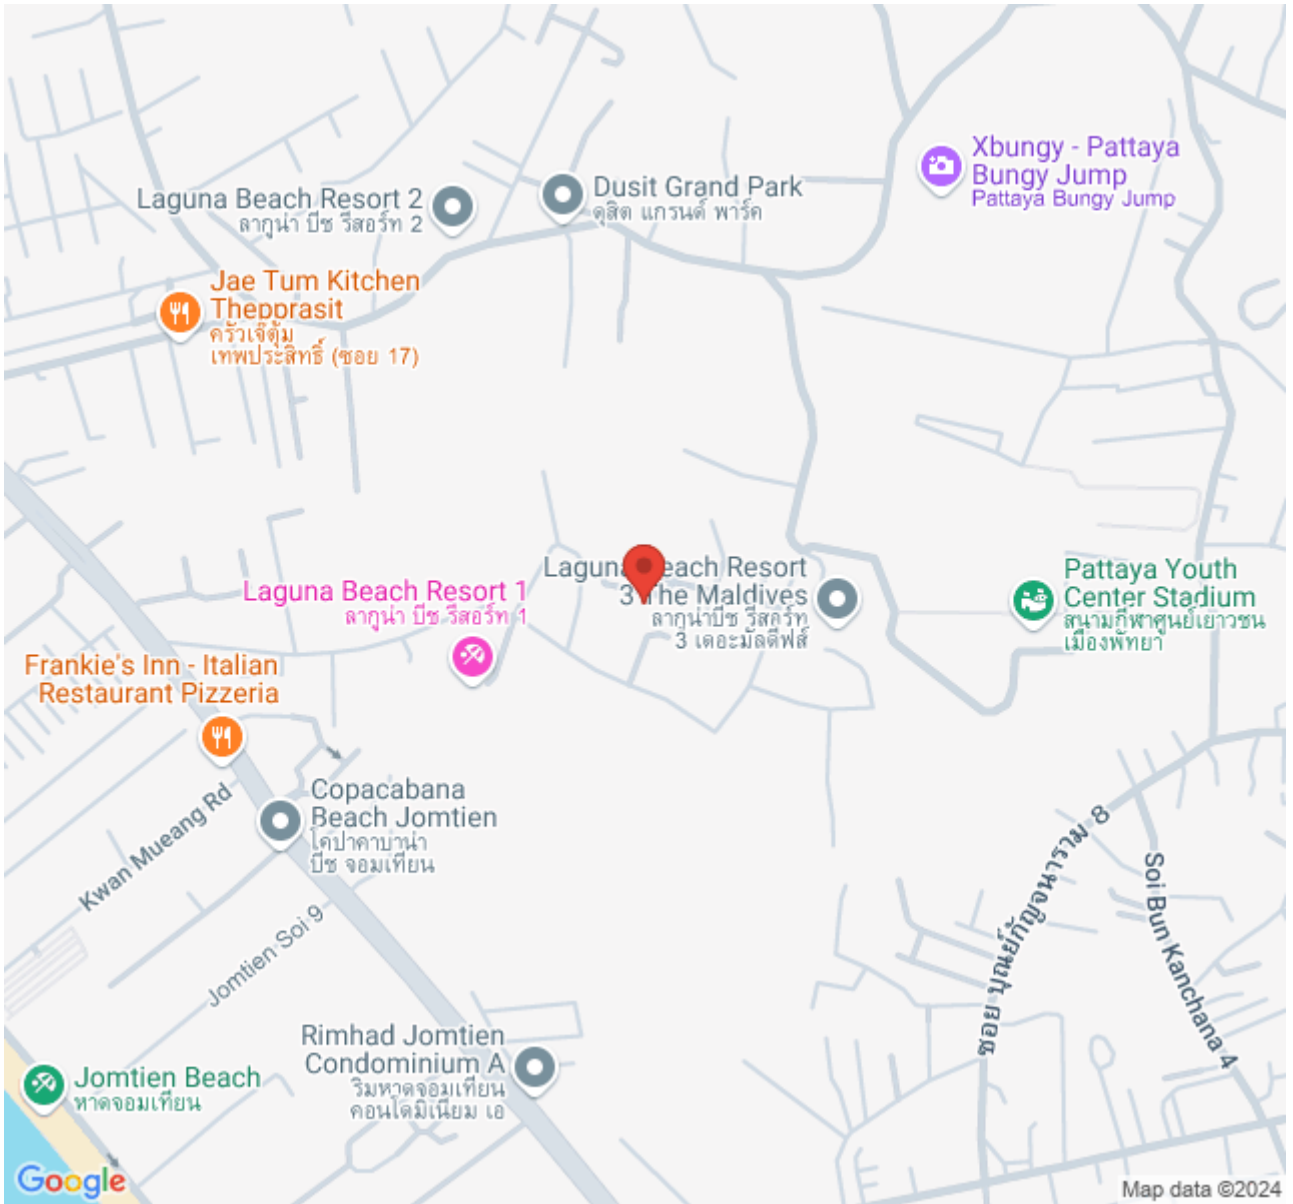 Xbungy - Pattaya
Bungy Jump
Pattaya Bungy Jump
Laguna Beach Resort 2
ลากูน่า บีช รีสอร์ท 2
Dusit Grand Park
ดุสิต แกรนด์ พาร์ค
Jae Tum Kitchen
Thepprasit
ครัวเจ๊ตุ้ม
เทพประสิทธิ์ (ซอย 17)
Laguna Beach Resort
3 The Maldives
ลากูน่าบีช รีสอร์ท
3 เดอะมัลดีฟส์
Pattaya Youth
Center Stadium
สนามกีฬาศูนย์เยาวชน
เมืองพัทยา
Laguna Beach Resort 1
ลากูน่า บีช รีสอร์ท 1
Frankie's Inn - Italian
Restaurant Pizzeria
Copacabana
Beach Jomtien
โคปาคาบาน่า
บีช จอมเทียน
Kwan Mueang Rd
Jomtien Soi 9
ซอย บุณย์กัญจนาราม 8
Soi Bun Kanchana 4
Rimhad Jomtien
Condominium A
ริมหาดจอมเทียน
คอนโดมิเนียม เอ
Jomtien Beach
หาดจอมเทียน
Google
Map data ©2024